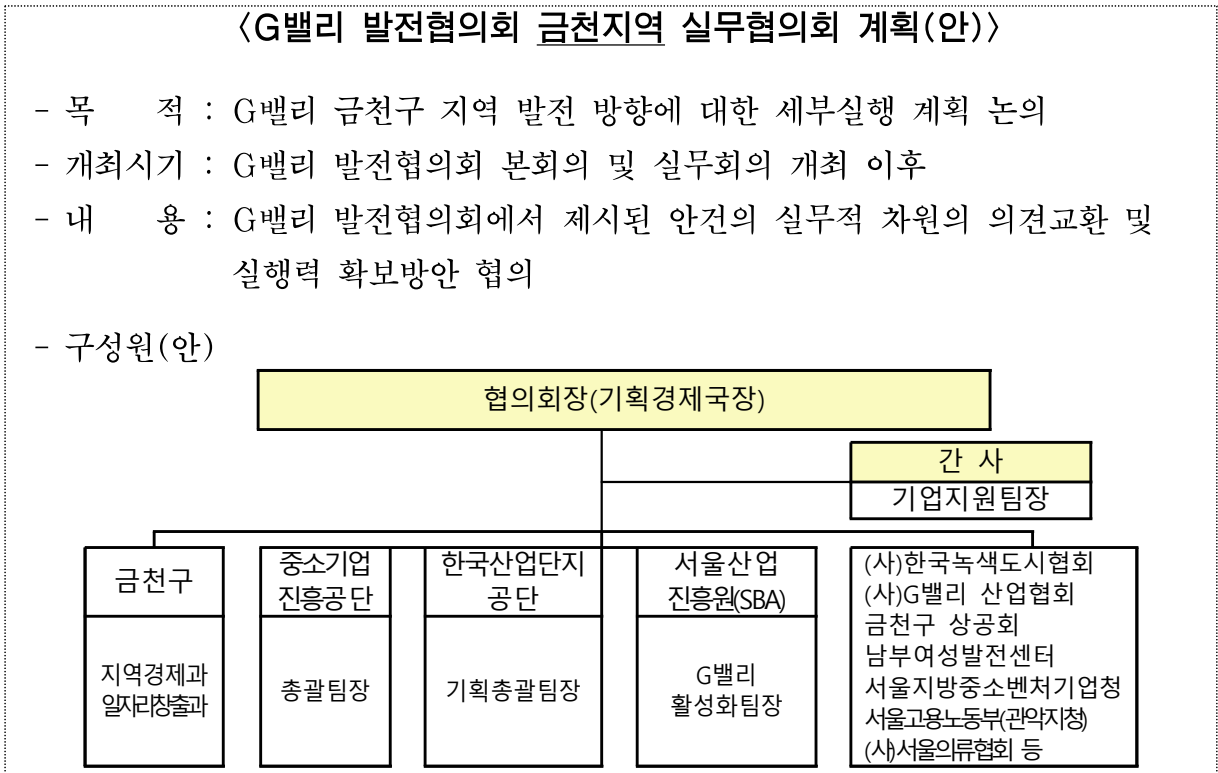 〈G밸리 발전협의회 금천지역 실무협의회 계획(안)〉
- 목 적 : G밸리 금천구 지역 발전 방향에 대한 세부실행 계획 논의
- 개최시기 : G밸리 발전협의회 본회의 및 실무회의 개최 이후
- 내 용 : G밸리 발전협의회에서 제시된 안건의 실무적 차원의 의견교환 및
실행력 확보방안 협의
- 구성원(안)
협의회장(기획경제국장)
간 사
기업지원팀장
금천구
지역경제과
일자리창출과
중소기업
진흥공단
총괄팀장
한국산업단지
공단
기획총괄팀장
서울산업
진흥원(SBA)
G밸리
활성화팀장
(사)한국녹색도시협회
(사)G밸리 산업협회
금천구 상공회
남부여성발전센터
서울지방중소벤처기업청
서울고용노동부(관악지청)
(사)서울의류협회 등